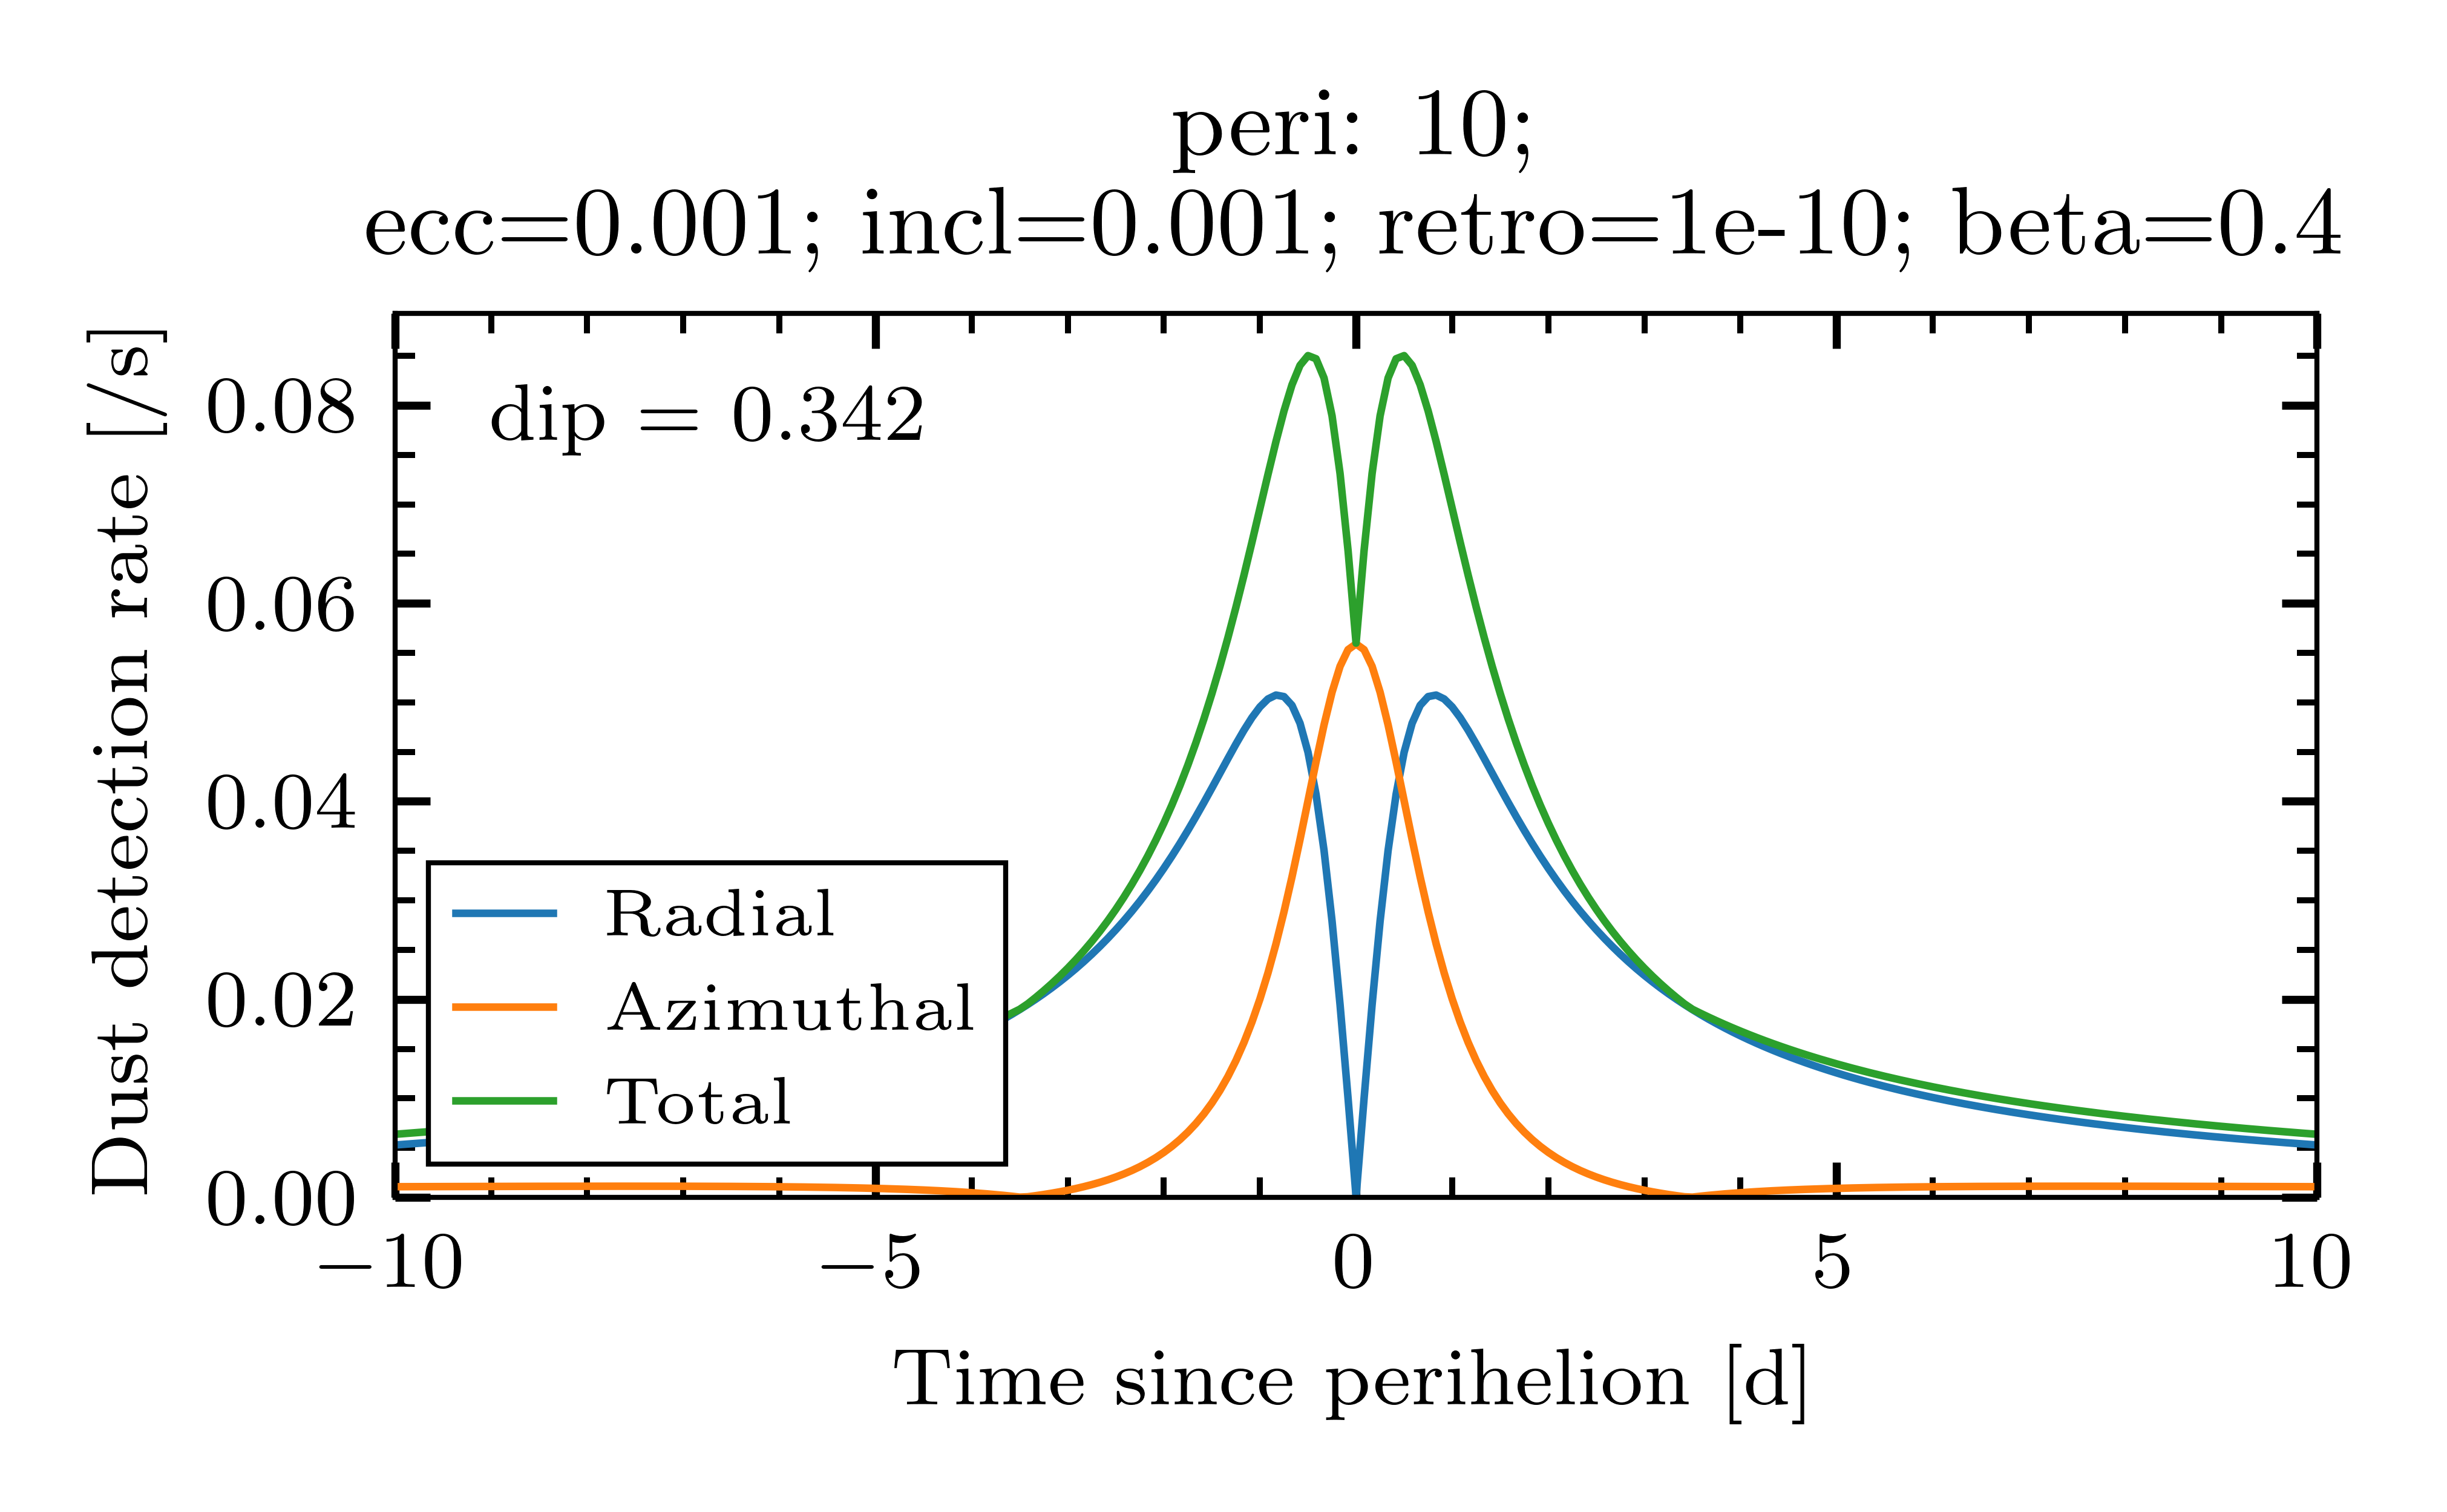 peri: 10;
ecc=0.001; incl=0.001; retro=1e-10; beta=0.4
Dust detection rate [/s]
0.08
0.06
0.04
0.02
0.00
dip = 0.342
Radial
Azimuthal
Total
−10
−5
0
5
10
Time since perihelion [d]